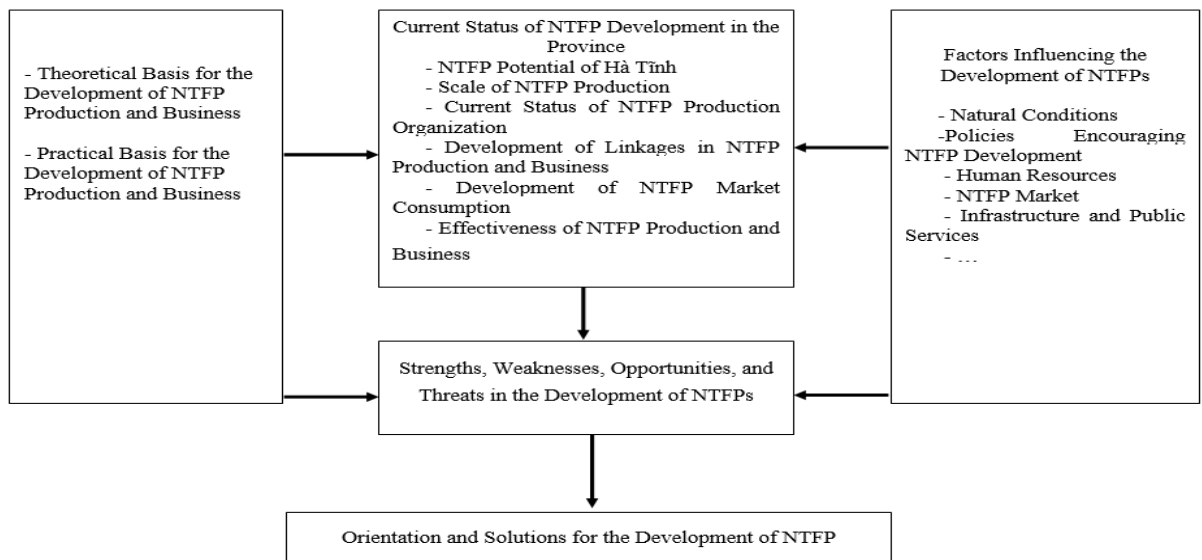 - Theoretical Basis for the
Development of NTFP
Production and Business
- Practical Basis for the
Development of NTFP
Production and Business
Current Status of NTFP Development in the
Province
- NTFP Potential of Hà Tĩnh
- Scale of NTFP Production
- Current Status of NTFP Production
Organization
- Development of Linkages in NTFP
Production and Business
- Development of NTFP Market
Consumption
- Effectiveness of NTFP Production and
Business
Factors Influencing the
Development of NTFPs
- Natural Conditions
-Policies Encouraging
NTFP Development
- Human Resources
- NTFP Market
- Infrastructure and Public
Services
- …
Strengths, Weaknesses, Opportunities, and
Threats in the Development of NTFPs
Orientation and Solutions for the Development of NTFP